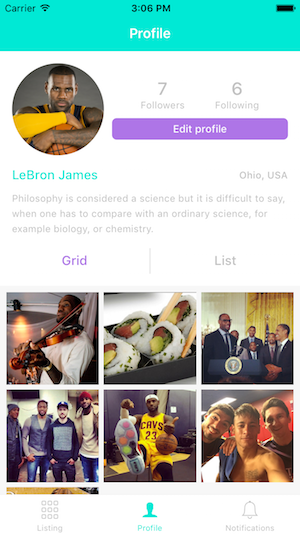 Carrier 3:06 PM
Profile
7 6
Followers Following
Edit profile
LeBron James Ohio, USA
Philosophy is considered a science but it is difficult to say,
when one has to compare with an ordinary science, for
example biology, or chemistry.
Grid List
CAVS
23
Listing Profile Notifications